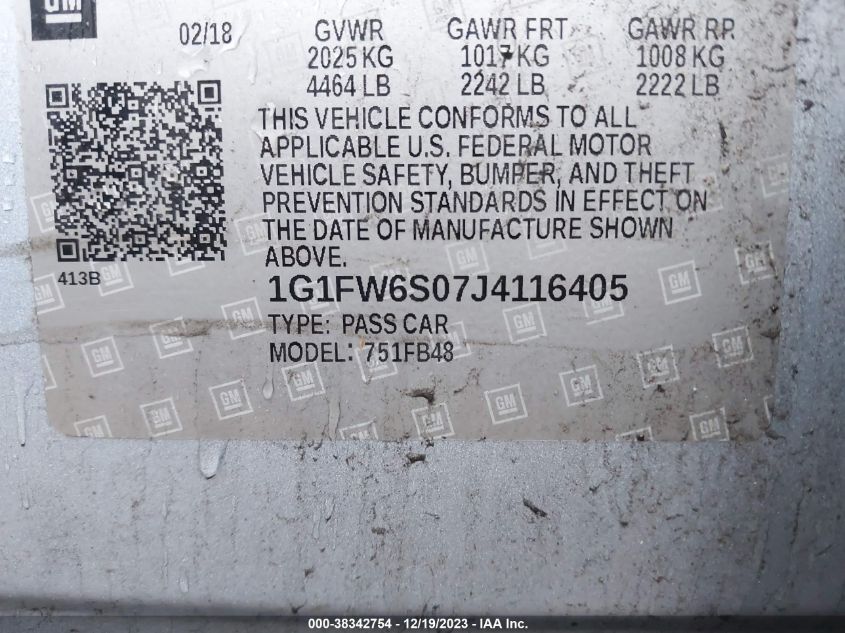 GM
02/18 GVWR GAWR FRT GAWR RR
2025 KG 1017 KG 1008 KG
4464 LB 2242 LB 2222 LB
THIS VEHICLE CONFORMS TO ALL
APPLICABLE U.S. FEDERAL MOTOR
VEHICLE SAFETY, BUMPER, AND THEFT
PREVENTION STANDARDS IN EFFECT ON
THE DATE OF MANUFACTURE SHOWN
ABOVE.
413B
1G1FW6S07J4116405
TYPE: PASS CAR
MODEL: 751FB48
000-38342754 - 12/19/2023 - IAA Inc.